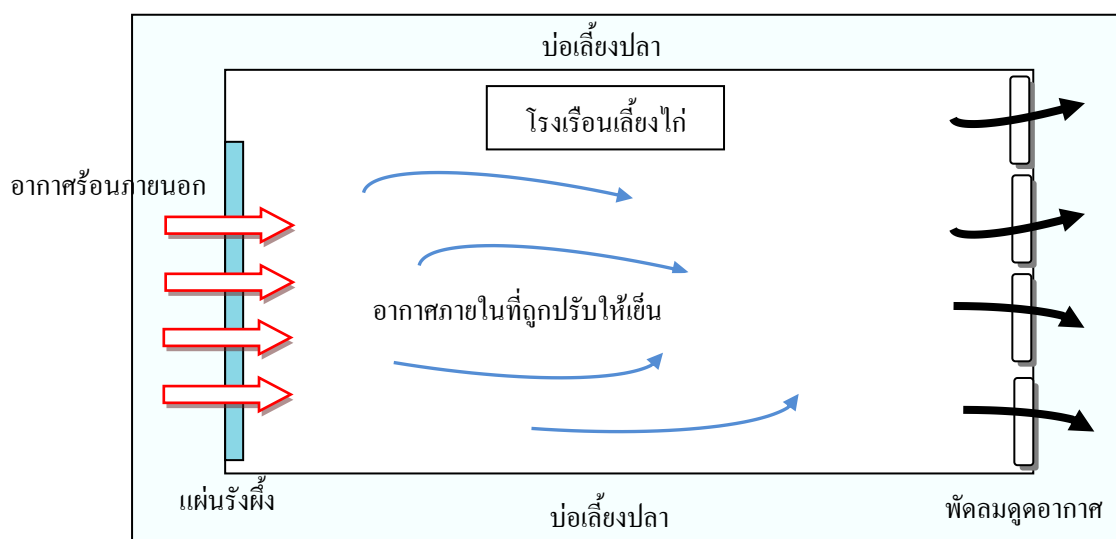 บ่อเลี้ยงปลา
โรงเรือนเลี้ยงไก่
อากาศร้อนภายนอก
อากาศภายในที่ถูกปรับให้เย็น
แผ่นรังผึ้ง
พัดลมดูดอากาศ
บ่อเลี้ยงปลา